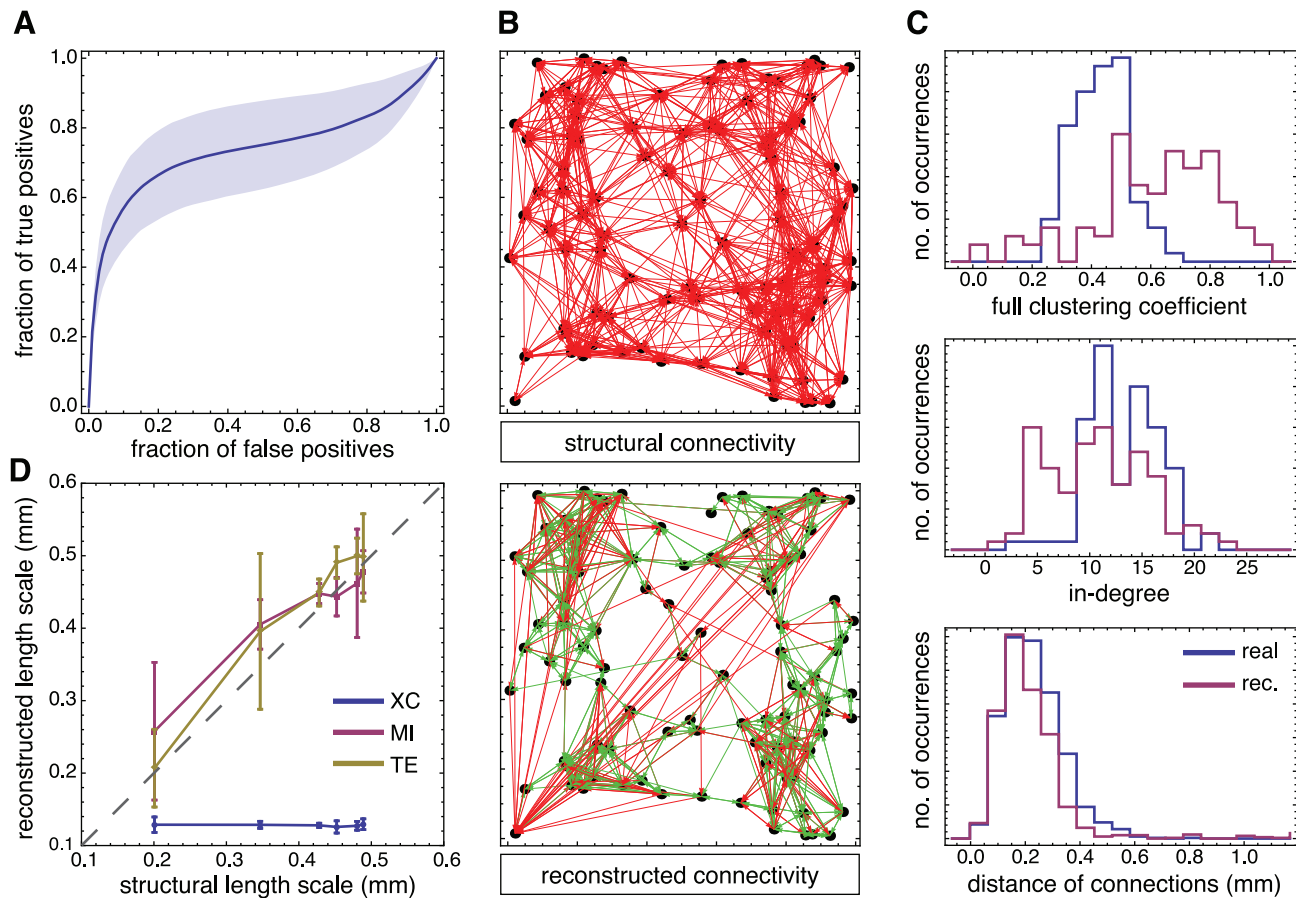 A
fraction of true positives
1.0
0.8
0.6
0.4
0.2
0.0
0.0 0.2 0.4 0.6 0.8 1.0
fraction of false positives
B
structural connectivity
reconstructed connectivity
C
no. of occurrences
0.0 0.2 0.4 0.6 0.8 1.0
full clustering coefficient
no. of occurrences
0 5 10 15 20 25
in-degree
no. of occurrences
real
rec.
0.0 0.2 0.4 0.6 0.8 1.0
distance of connections (mm)
D
reconstructed length scale (mm)
0.6
0.5
0.4
0.3
0.2
0.1
XC
MI
TE
0.1 0.2 0.3 0.4 0.5 0.6
structural length scale (mm)